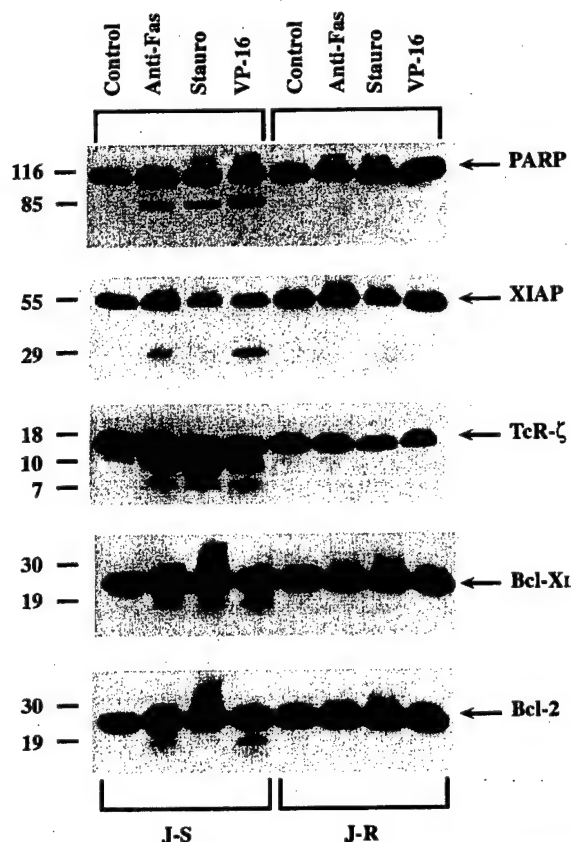 Control Anti-Fas Stauro VP-16 Control Anti-Fas Stauro VP-16
116 PARP
85
55 XIAP
29
18 TcR-ζ
10
7
30 Bcl-XL
19
30 Bcl-2
19
J-S J-R